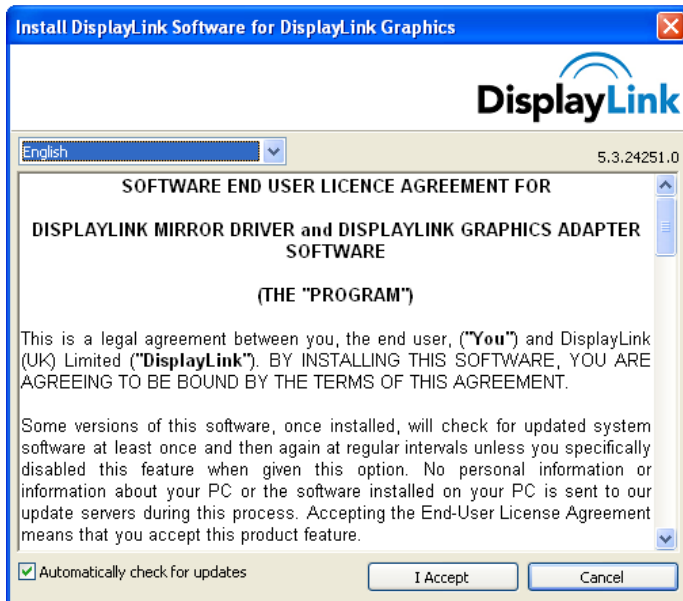 Install DisplayLink Software for DisplayLink Graphics
DisplayLink
English
5.3.24251.0
SOFTWARE END USER LICENCE AGREEMENT FOR
DISPLAYLINK MIRROR DRIVER and DISPLAYLINK GRAPHICS ADAPTER
SOFTWARE
(THE "PROGRAM")
This is a legal agreement between you, the end user, ("You") and DisplayLink
(UK) Limited ("DisplayLink"). BY INSTALLING THIS SOFTWARE, YOU ARE
AGREEING TO BE BOUND BY THE TERMS OF THIS AGREEMENT.
Some versions of this software, once installed, will check for updated system
software at least once and then again at regular intervals unless you specifically
disabled this feature when given this option. No personal information or
information about your PC or the software installed on your PC is sent to our
update servers during this process. Accepting the End-User License Agreement
means that you accept this product feature.
Automatically check for updates
I Accept
Cancel